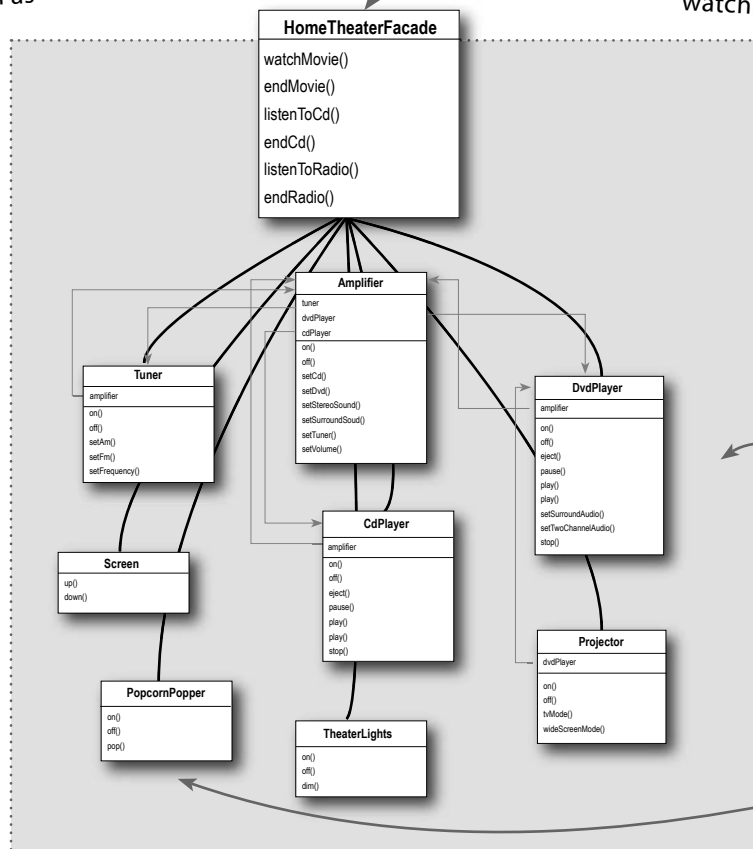 watch
HomeTheaterFacade
watchMovie()
endMovie()
listenToCd()
endCd()
listenToRadio()
endRadio()
Amplifier
tuner
dvdPlayer
cdPlayer
on()
off()
setCd()
setDvd()
setStereoSound()
setSurroundSoud()
setTuner()
setVolume()
Tuner
amplifier
on()
off()
setAm()
setFm()
setFrequency()
DvdPlayer
amplifier
on()
off()
eject()
pause()
play()
play()
setSurroundAudio()
setTwoChannelAudio()
stop()
Screen
up()
down()
CdPlayer
amplifier
on()
off()
eject()
pause()
play()
play()
stop()
Projector
dvdPlayer
on()
off()
tvMode()
wideScreenMode()
PopcornPopper
on()
off()
pop()
TheaterLights
on()
off()
dim()